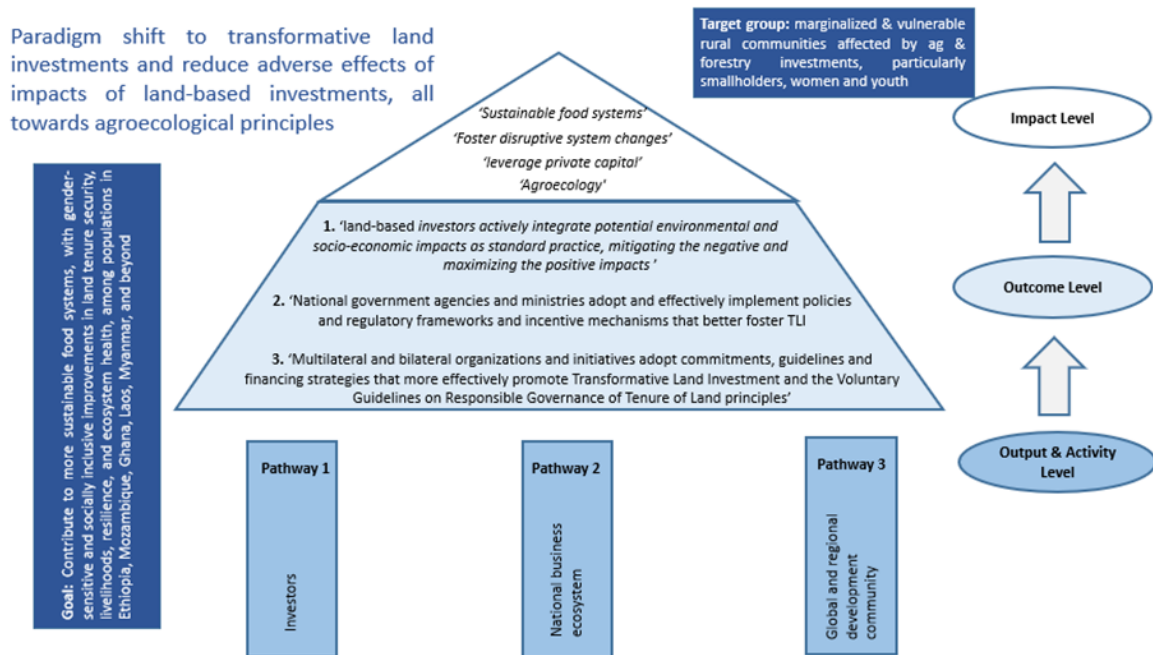 Paradigm shift to transformative land
investments and reduce adverse effects of
impacts of land-based investments, all
towards agroecological principles
Target group: marginalized & vulnerable
rural communities affected by ag &
forestry investments, particularly
smallholders, women and youth
Goal: Contribute to more sustainable food systems, with gender-
sensitive and socially inclusive improvements in land tenure security,
livelihoods, resilience, and ecosystem health, among populations in
Ethiopia, Mozambique, Ghana, Laos, Myanmar, and beyond
‘Sustainable food systems’
‘Foster disruptive system changes’
‘leverage private capital’
‘Agroecology'
1. ‘land-based investors actively integrate potential environmental and
socio-economic impacts as standard practice, mitigating the negative and
maximizing the positive impacts ’
2. ‘National government agencies and ministries adopt and effectively implement policies
and regulatory frameworks and incentive mechanisms that better foster TLI
3. ‘Multilateral and bilateral organizations and initiatives adopt commitments, guidelines and
financing strategies that more effectively promote Transformative Land Investment and the Voluntary
Guidelines on Responsible Governance of Tenure of Land principles’
Impact Level
Outcome Level
Output & Activity
Level
Pathway 1
Investors
Pathway 2
National business
ecosystem
Pathway 3
Global and regional
development
community